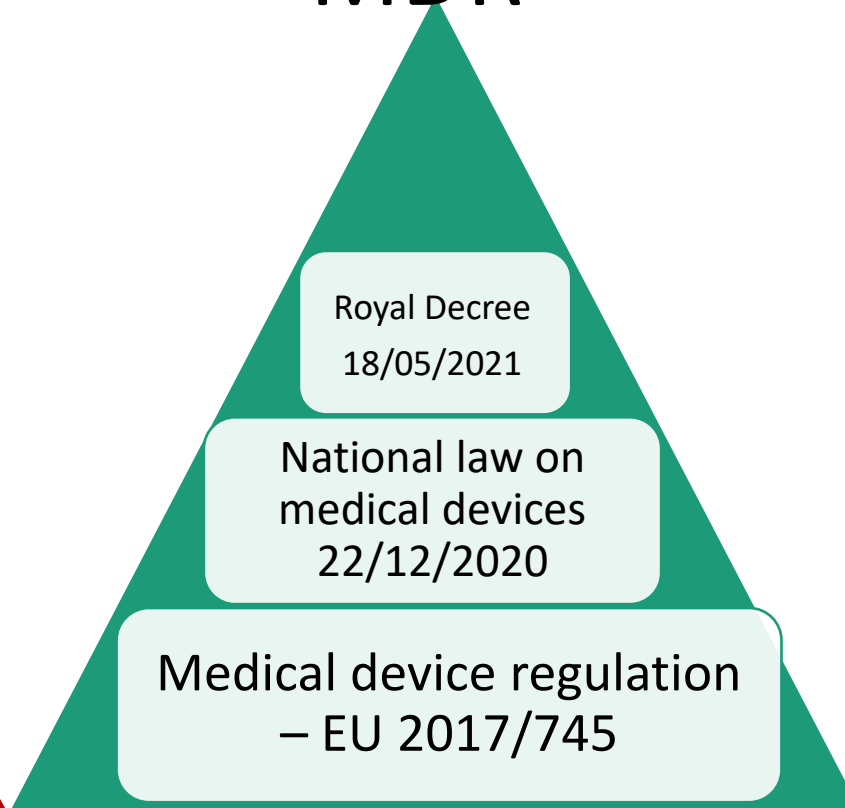 MDR
Royal Decree
18/05/2021
National law on
medical devices
22/12/2020
Medical device regulation
– EU 2017/745